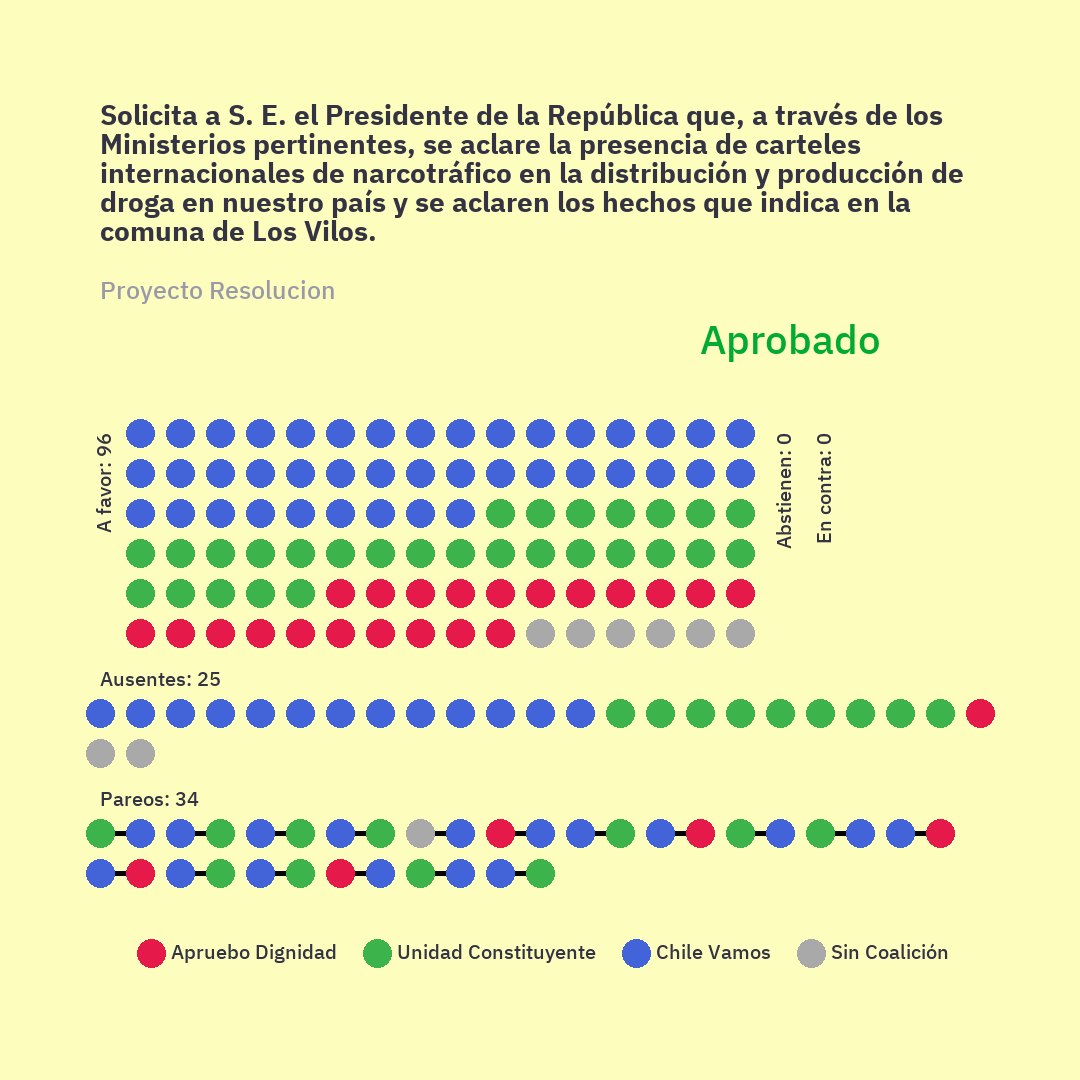 Solicita a S. E. el Presidente de la República que, a través de los
Ministerios pertinentes, se aclare la presencia de carteles
internacionales de narcotráfico en la distribución y producción de
droga en nuestro país y se aclaren los hechos que indica en la
comuna de Los Vilos.
Proyecto Resolucion
Aprobado
A favor: 96
Abstienen: 0
En contra: 0
Ausentes: 25
Pareos: 34
Apruebo Dignidad
Unidad Constituyente
Chile Vamos
Sin Coalición